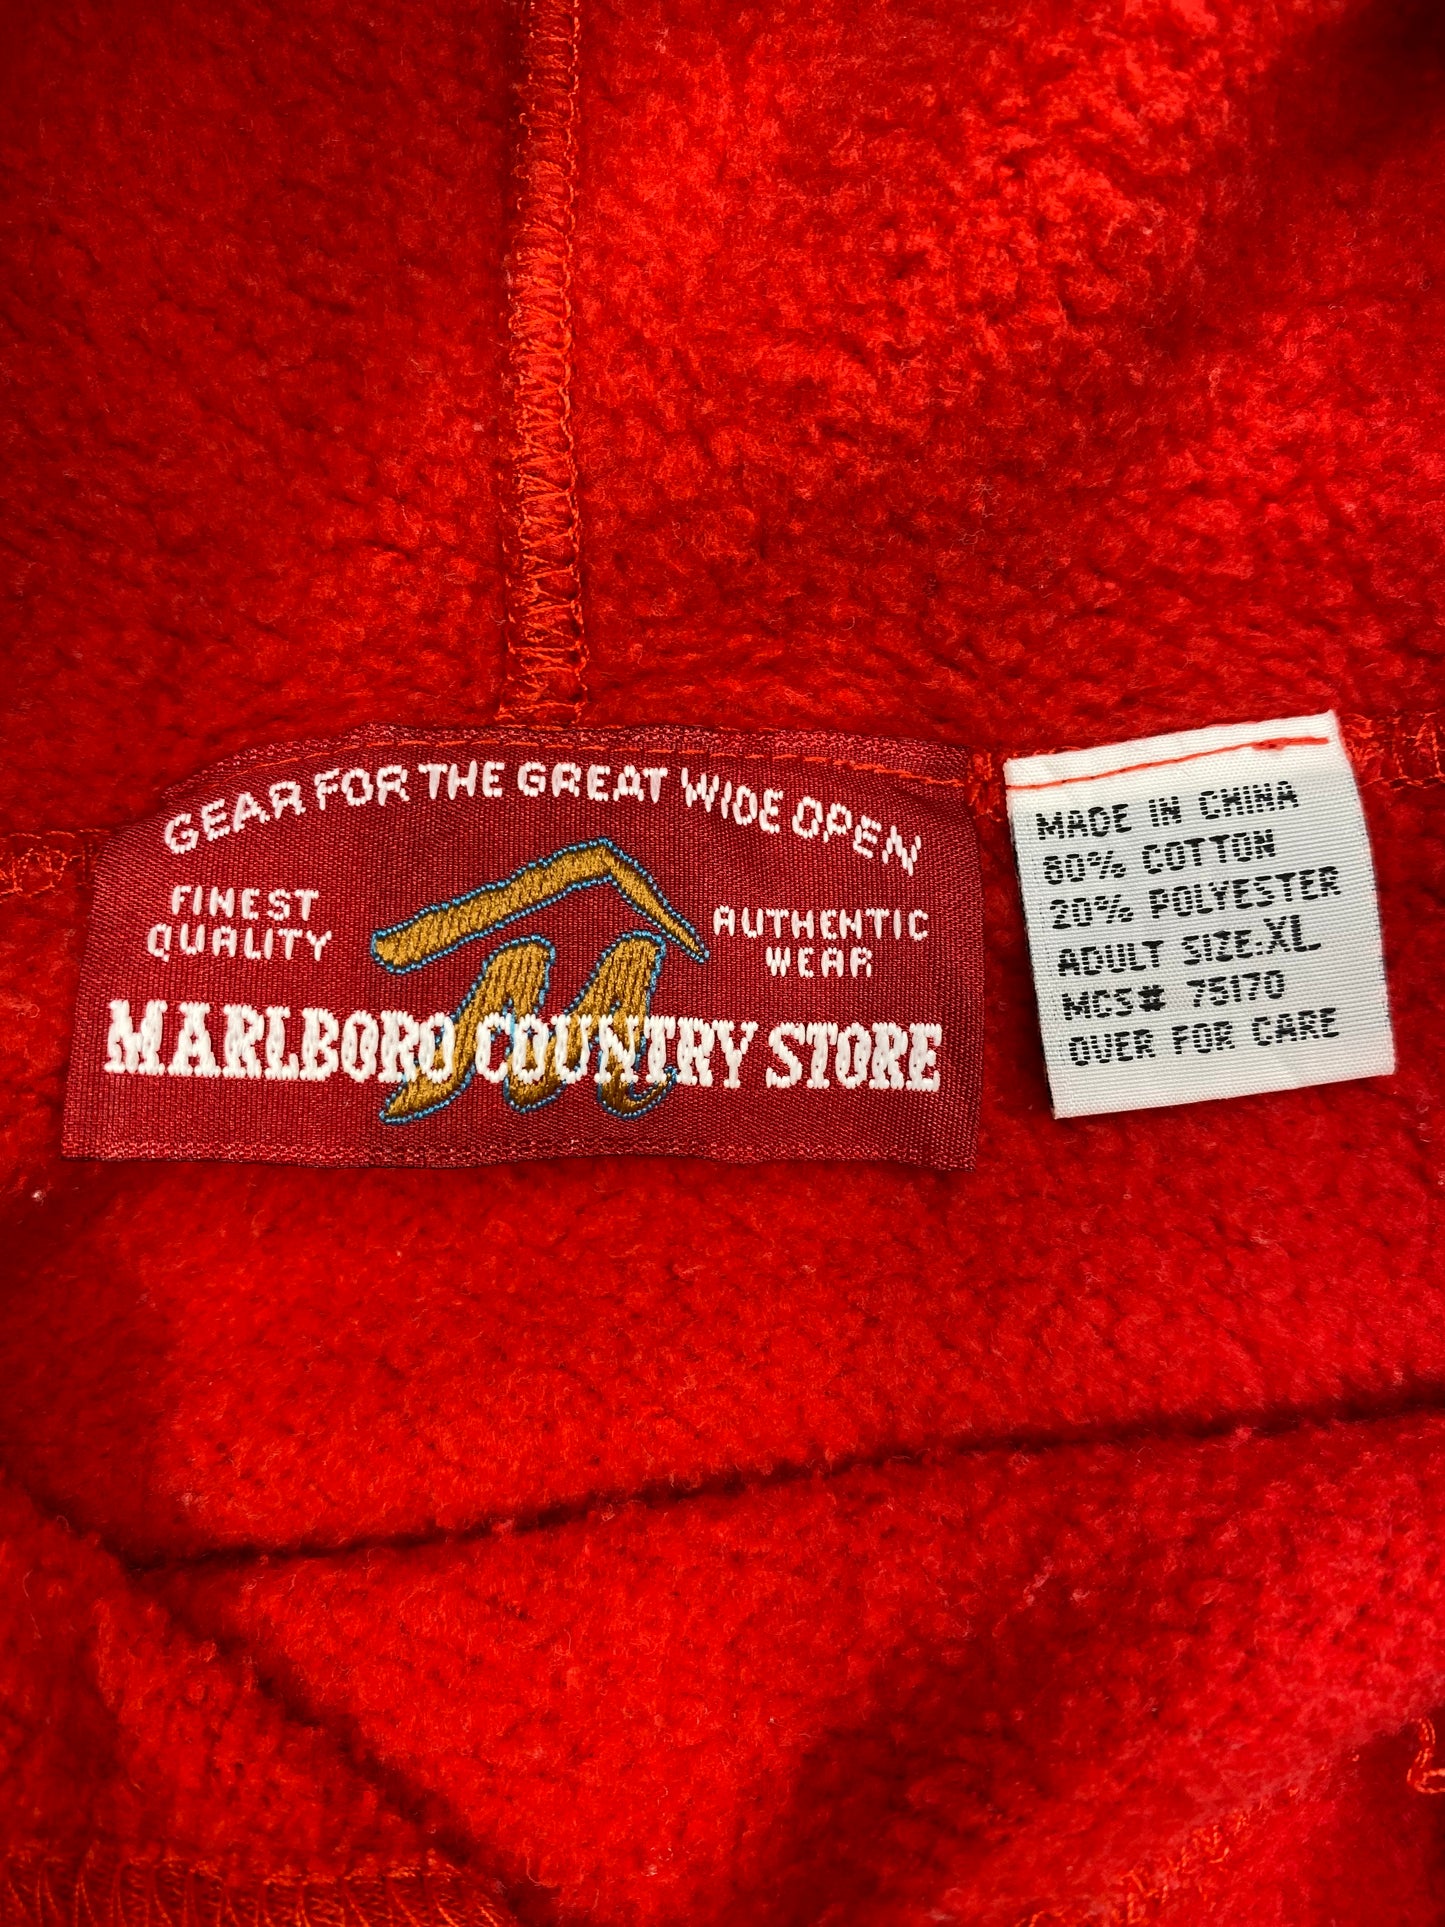 GEAR FOR THE GREAT WIDE OPEN
FINEST
QUALITY
AUTHENTIC
WEAR
M
MARLBORO COUNTRY STORE
MADE IN CHINA
80% COTTON
20% POLYESTER
ADULT SIZE:XL
MCS# 75170
OVER FOR CARE